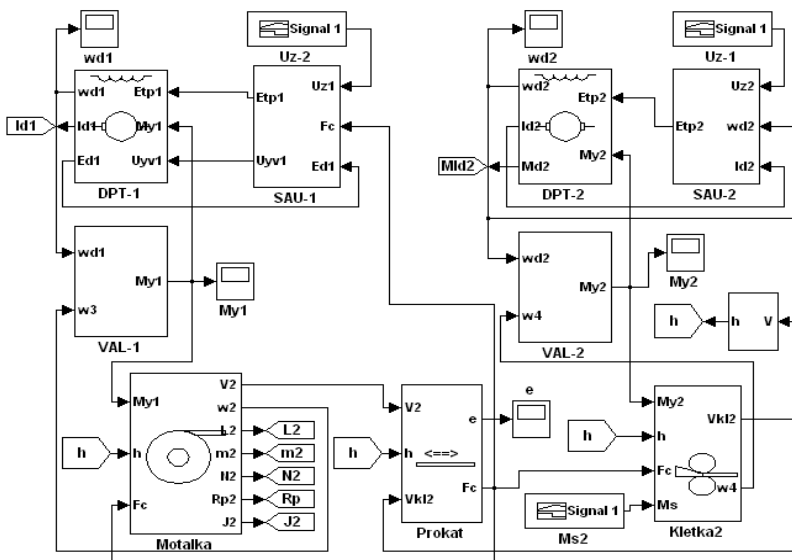 Signal 1
wd1
Uz-2
wd1
Etp1
Id1
My1
Ed1
Uyv1
DPT-1
Id1
Etp1
Uyv1
Uz1
Fc
Ed1
SAU-1
Signal 1
wd2
Uz-1
wd2
Etp2
Id2
Md2
My2
DPT-2
MId2
Etp2
Uz2
wd2
Id2
SAU-2
wd1
w3
My1
VAL-1
My1
wd2
w4
My2
VAL-2
My2
h
h
V
My1
h
Fc
V2
w2
L2
m2
N2
Rp2
J2
Motalka
h
L2
m2
N2
Rp
J2
h
V2
h
Vkl2
e
<==>
Fc
Prokat
e
h
Signal 1
Ms2
My2
h
Fc
Ms
Vkl2
w4
Kletka2